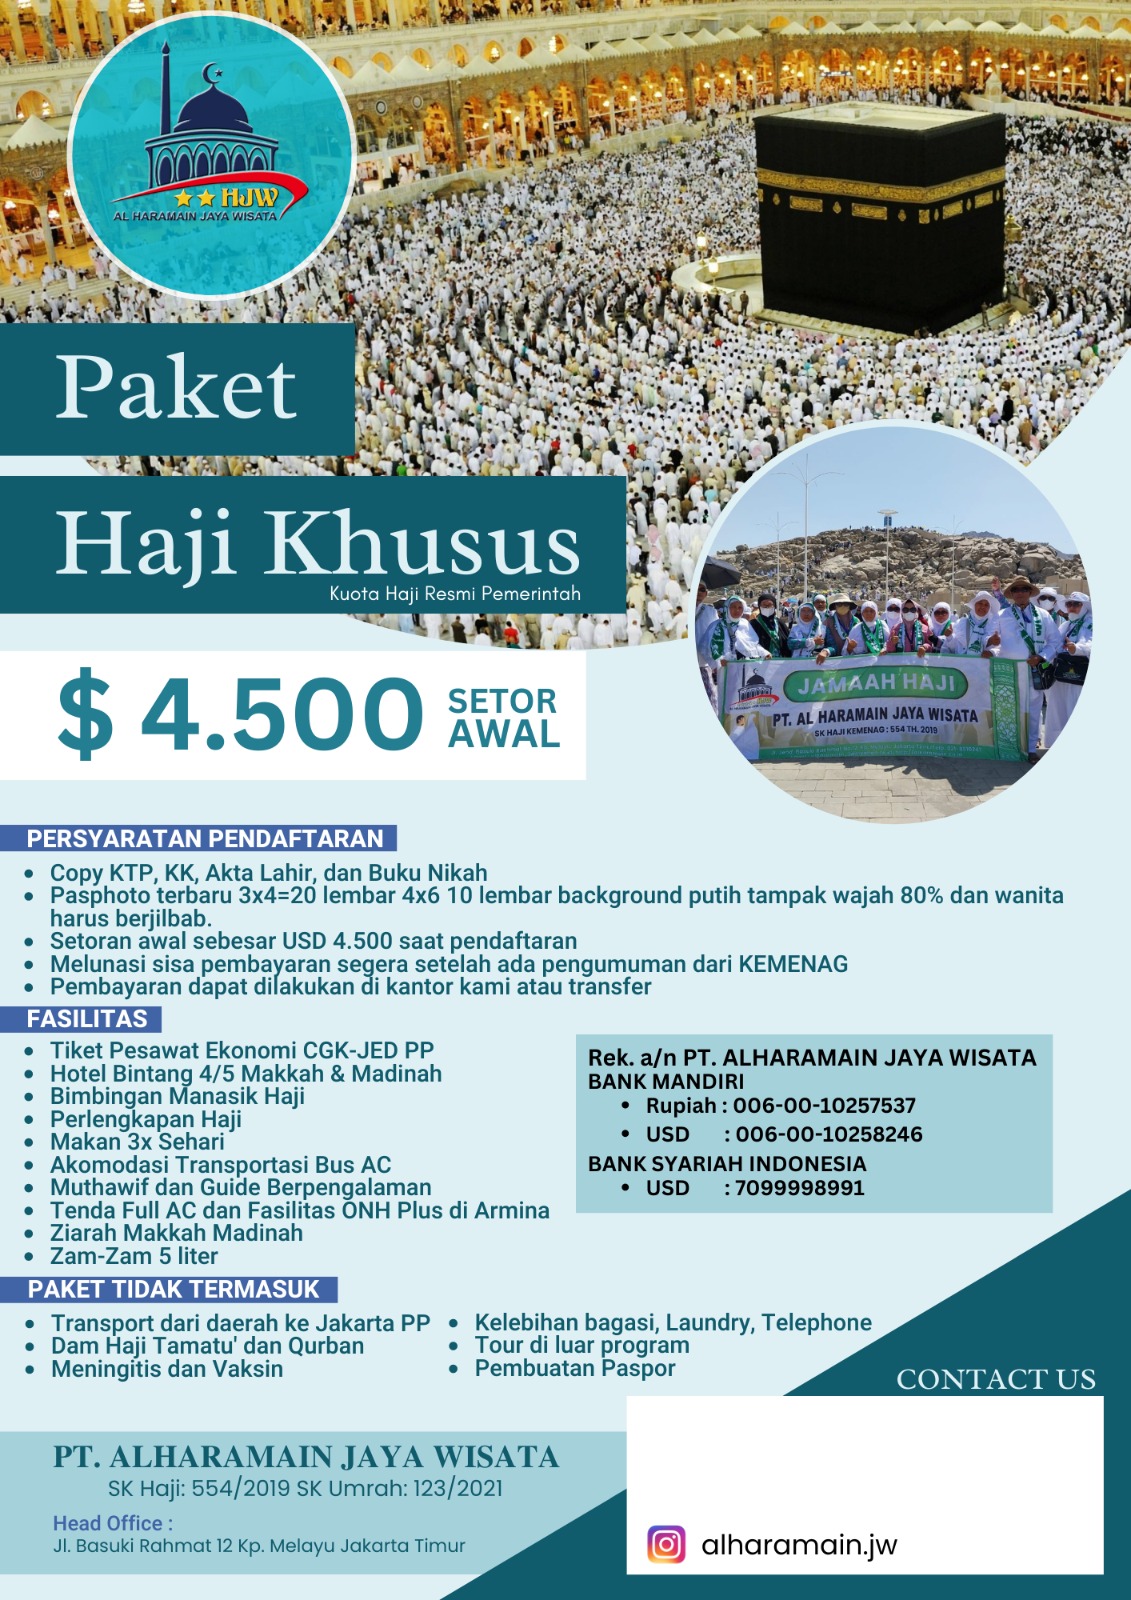 HJW
AL HARAMAIN JAYA WISATA
Paket
Haji Khusus
Kuota Haji Resmi Pemerintah
$ 4.500 SETOR AWAL
JAMAAH HAJI
PT. AL HARAMAIN JAYA WISATA
SK HAJI KEMENAG : 554 TH. 2019
PERSYARATAN PENDAFTARAN
• Copy KTP, KK, Akta Lahir, dan Buku Nikah
• Pasphoto terbaru 3x4=20 lembar 4x6 10 lembar background putih tampak wajah 80% dan wanita
harus berjilbab.
• Setoran awal sebesar USD 4.500 saat pendaftaran
• Melunasi sisa pembayaran segera setelah ada pengumuman dari KEMENAG
• Pembayaran dapat dilakukan di kantor kami atau transfer
FASILITAS
• Tiket Pesawat Ekonomi CGK-JED PP
• Hotel Bintang 4/5 Makkah & Madinah
• Bimbingan Manasik Haji
• Perlengkapan Haji
• Makan 3x Sehari
• Akomodasi Transportasi Bus AC
• Muthawif dan Guide Berpengalaman
• Tenda Full AC dan Fasilitas ONH Plus di Armina
• Ziarah Makkah Madinah
• Zam-Zam 5 liter
Rek. a/n PT. ALHARAMAIN JAYA WISATA
BANK MANDIRI
• Rupiah : 006-00-10257537
• USD : 006-00-10258246
BANK SYARIAH INDONESIA
• USD : 7099998991
PAKET TIDAK TERMASUK
• Transport dari daerah ke Jakarta PP
• Dam Haji Tamatu' dan Qurban
• Meningitis dan Vaksin
• Kelebihan bagasi, Laundry, Telephone
• Tour di luar program
• Pembuatan Paspor
CONTACT US
alharamain.jw
PT. ALHARAMAIN JAYA WISATA
SK Haji: 554/2019 SK Umrah: 123/2021
Head Office :
Jl. Basuki Rahmat 12 Kp. Melayu Jakarta Timur